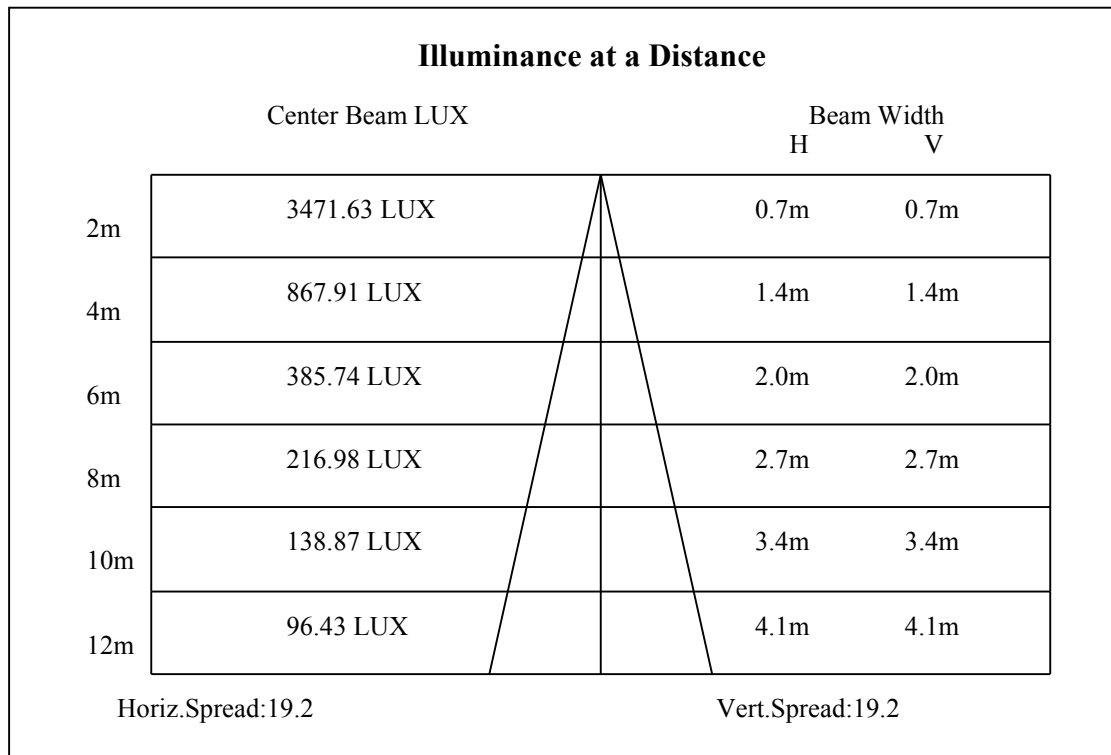 Illuminance at a Distance
Center Beam LUX Beam Width
H V
2m 3471.63 LUX 0.7m 0.7m
4m 867.91 LUX 1.4m 1.4m
6m 385.74 LUX 2.0m 2.0m
8m 216.98 LUX 2.7m 2.7m
10m 138.87 LUX 3.4m 3.4m
12m 96.43 LUX 4.1m 4.1m
Horiz.Spread:19.2 Vert.Spread:19.2